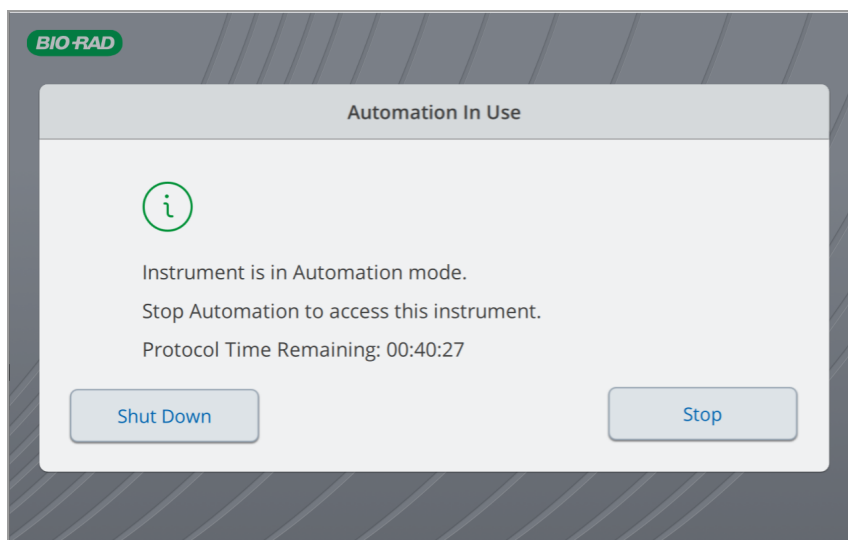 BIO-RAD
Automation In Use
i
Instrument is in Automation mode.
Stop Automation to access this instrument.
Protocol Time Remaining: 00:40:27
Shut Down
Stop